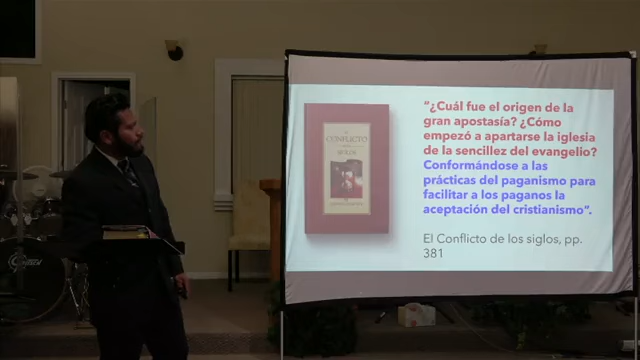 "¿Cuál fue el origen de la
gran apostasía? ¿Cómo
empezó a apartarse la iglesia
de la sencillez del evangelio?
Conformándose a las
prácticas del paganismo para
facilitar a los paganos la
aceptación del cristianismo".
El Conflicto de los siglos, pp.
381
CONFLICTO